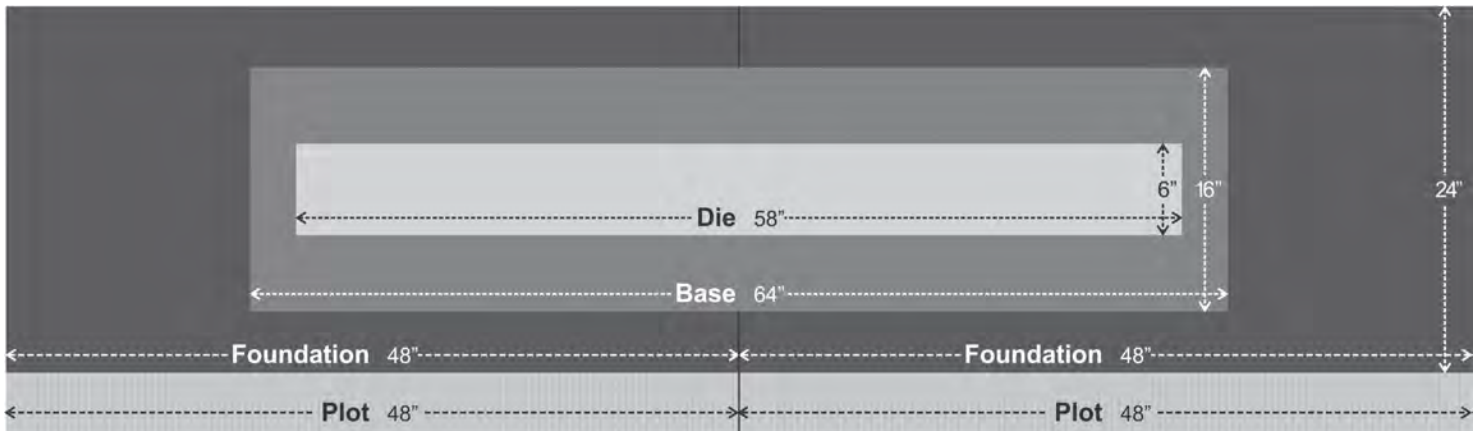 6” 16” 24”
Die 58”
Base 64”
Foundation 48” Foundation 48”
Plot 48” Plot 48”